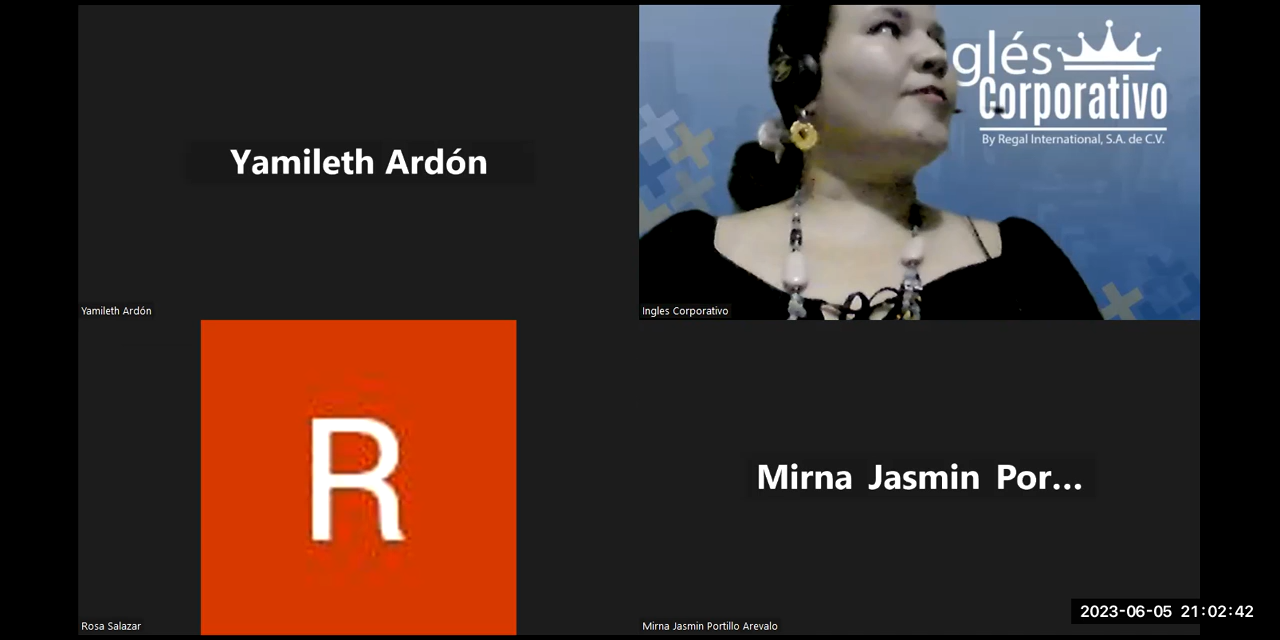 Yamileth Ardón
Yamileth Ardón
glés
Corporativo
By Regal International, S.A. de C.V.
Ingles Corporativo
R
Rosa Salazar
Mirna Jasmin Por...
Mirna Jasmin Portillo Arevalo
2023-06-05 21:02:42